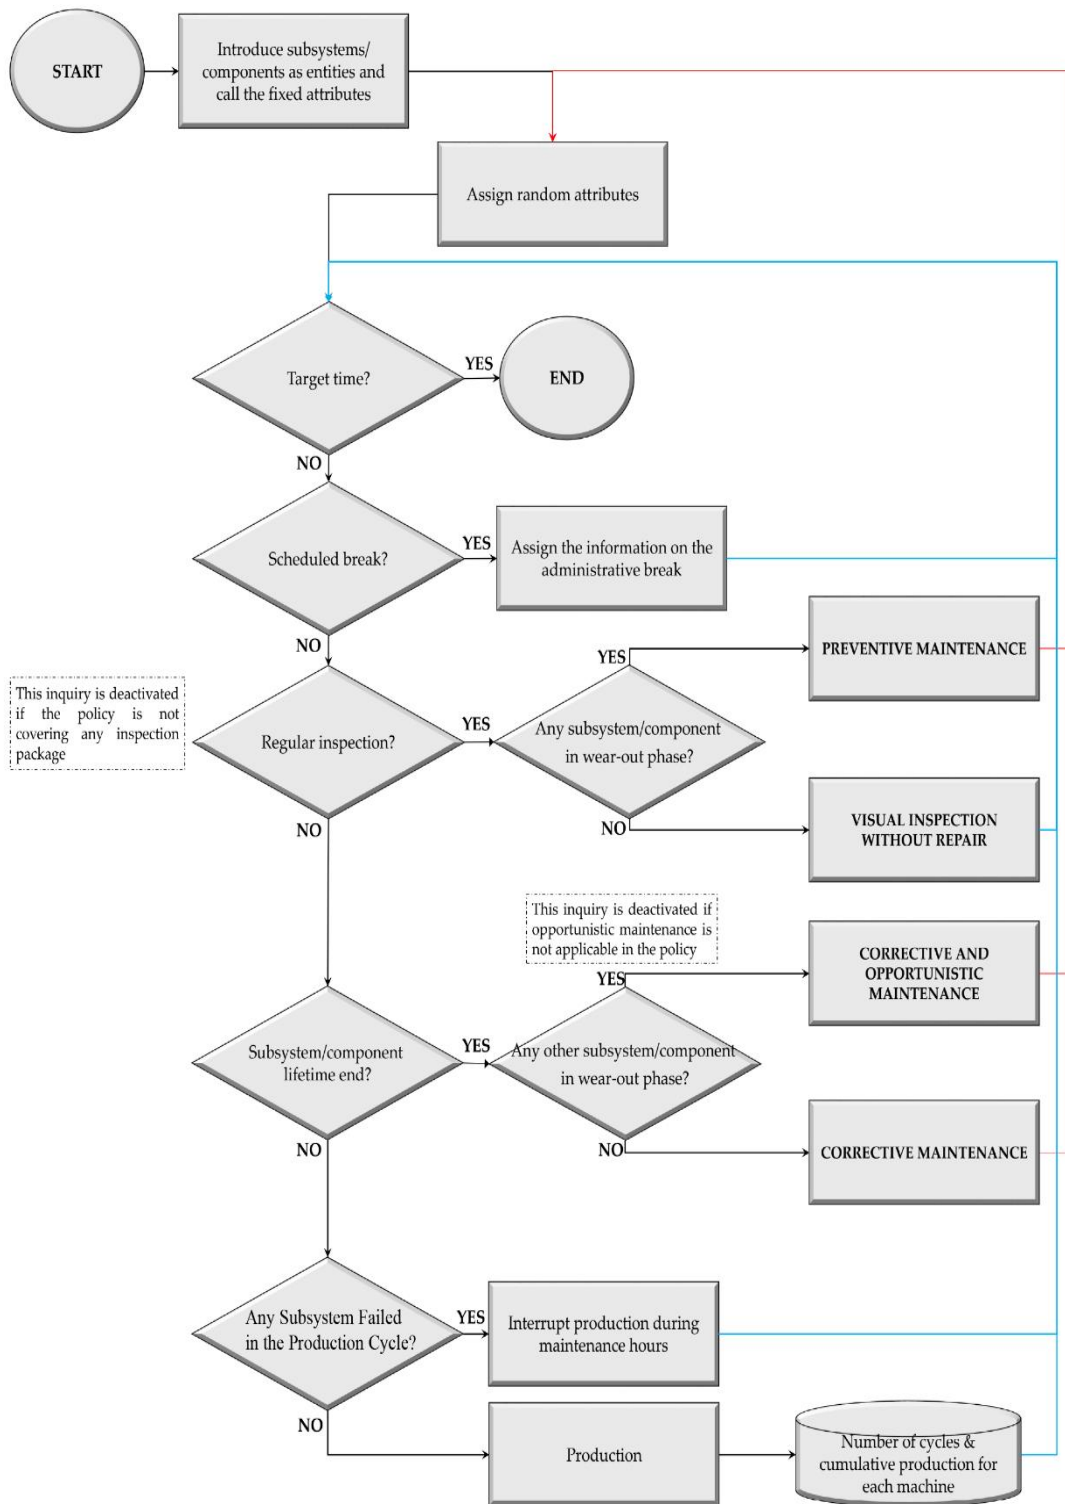 START
Introduce subsystems/
components as entities and
call the fixed attributes
Assign random attributes
Target time?
YES
END
NO
Scheduled break?
YES
Assign the information on the
administrative break
NO
This inquiry is deactivated
if the policy is not
covering any inspection
package
Regular inspection?
YES
Any subsystem/component
in wear-out phase?
YES
PREVENTIVE MAINTENANCE
NO
VISUAL INSPECTION
WITHOUT REPAIR
NO
This inquiry is deactivated if
opportunistic maintenance is
not applicable in the policy
Subsystem/component
lifetime end?
YES
Any other subsystem/component
in wear-out phase?
YES
CORRECTIVE AND
OPPORTUNISTIC
MAINTENANCE
NO
CORRECTIVE MAINTENANCE
NO
Any Subsystem Failed
in the Production Cycle?
YES
Interrupt production during
maintenance hours
NO
Production
Number of cycles &
cumulative production for
each machine